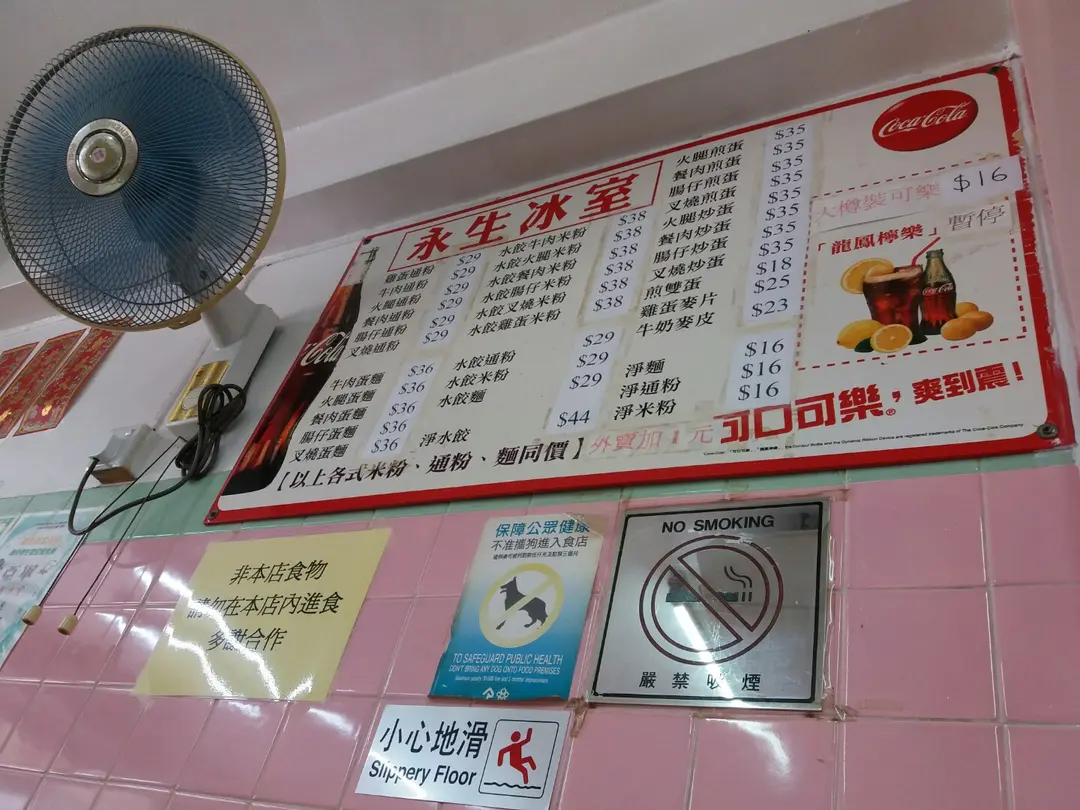 永生冰室
雞蛋通粉 $29
牛肉通粉 $29
火腿通粉 $29
餐肉通粉 $29
腸仔通粉 $29
叉燒通粉 $29
牛肉蛋麵 $36
火腿蛋麵 $36
餐肉蛋麵 $36
腸仔蛋麵 $36
叉燒蛋麵 $36
水餃牛肉米粉 $38
水餃火腿米粉 $38
水餃餐肉米粉 $38
水餃腸仔米粉 $38
水餃叉燒米粉 $38
水餃雞蛋米粉 $38
水餃通粉 $29
水餃米粉 $29
水餃麵 $29
淨水餃 $44
火腿煎蛋 $35
餐肉煎蛋 $35
腸仔煎蛋 $35
叉燒煎蛋 $35
火腿炒蛋 $35
餐肉炒蛋 $35
腸仔炒蛋 $35
叉燒炒蛋 $35
煎雙蛋 $18
雞蛋麥片 $25
牛奶麥皮 $23
淨麵 $16
淨通粉 $16
淨米粉 $16
【以上各式米粉、通粉、麵同價】
外賣加1元
Coca-Cola
大樽裝可樂 $16
「龍鳳檸樂」暫停
可口可樂®，爽到震！
非本店食物
請勿在本店內進食
多謝合作
保障公眾健康
不准攜狗進入食店
TO SAFEGUARD PUBLIC HEALTH
DON'T BRING ANY DOG ONTO FOOD PREMISES
NO SMOKING
嚴禁吸煙
小心地滑
Slippery Floor